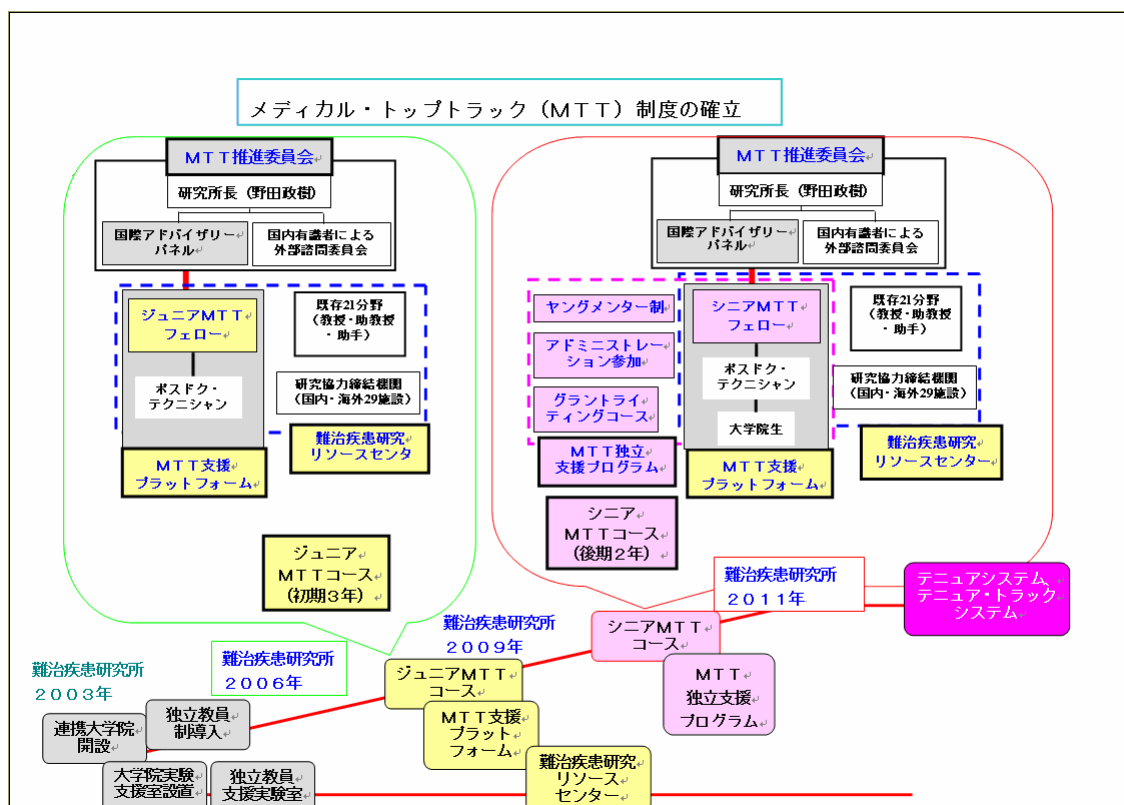 メディカル・トップトラック（ＭＴＴ）制度の確立
ＭＴＴ推進委員会
研究所長（野田政樹）
国際アドバイザリー
パネル
国内有識者による
外部諮問委員会
ジュニアＭＴＴ
フェロー
ポスドク・
テクニシャン
既存21分野
（教授・助教授
・助手）
研究協力締結機関
（国内・海外29施設）
難治疾患研究
リソースセンタ
ＭＴＴ支援
プラットフォーム
ジュニア
ＭＴＴコース
（初期３年）
ＭＴＴ推進委員会
研究所長（野田政樹）
国際アドバイザリー
パネル
国内有識者による
外部諮問委員会
ヤングメンター制
アドミニストレー
ション参加
グラントライ
ティングコース
ＭＴＴ独立
支援プログラム
シニアＭＴＴ
フェロー
ポスドク・
テクニシャン
大学院生
ＭＴＴ支援
プラットフォーム
既存21分野
（教授・助教授
・助手）
研究協力締結機関
（国内・海外29施設）
難治疾患研究
リソースセンター
シニア
ＭＴＴコース
（後期２年）
難治疾患研究所
２００３年
連携大学院
開設
独立教員
制導入
大学院実験
支援室設置
独立教員
支援実験室
難治疾患研究所
２００６年
ジュニアＭＴＴ
コース
ＭＴＴ支援
プラット
フォーム
難治疾患研究
リソース
センター
難治疾患研究所
２００９年
シニアＭＴＴ
コース
ＭＴＴ
独立支援
プログラム
難治疾患研究所
２０１１年
テニュアシステム、
テニュア・トラック
システム